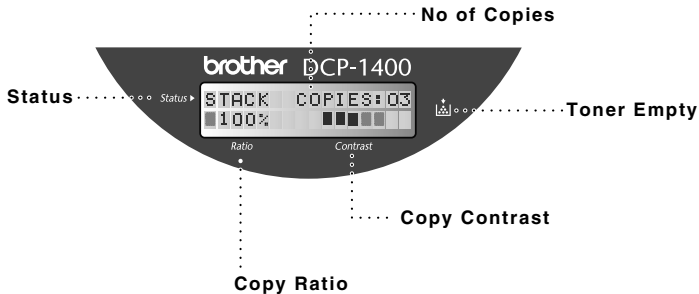 No of Copies
brother DCP-1400
Status Status STACK COPIES:03 Toner Empty
100%
Ratio Contrast
Copy Contrast
Copy Ratio